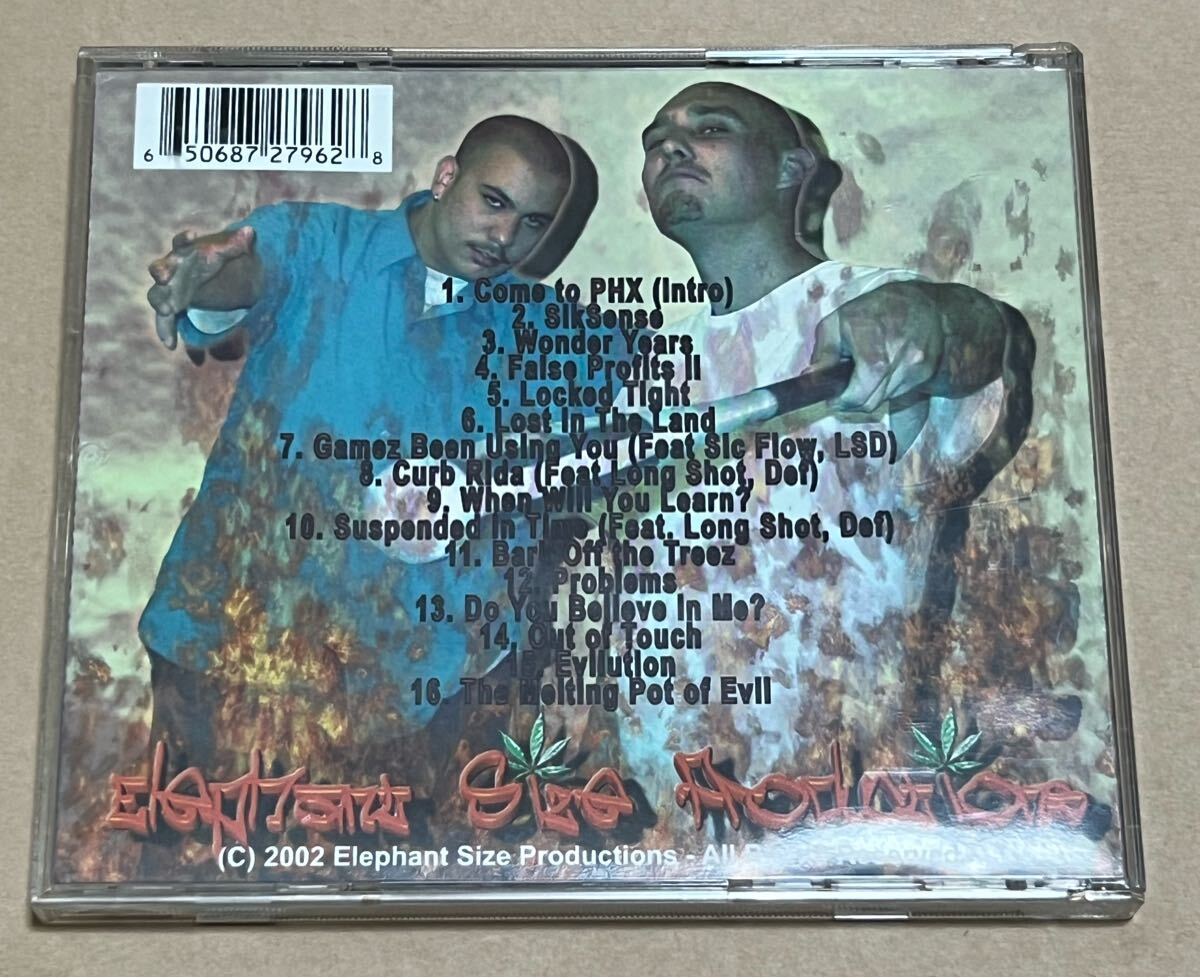 6 50687 27962 8
1. Come to PHX (Intro)
2. SikSense
3. Wonder Years
4. False Profits II
5. Locked Tight
6. Lost In The Land
7. Gamez Been Using You (Feat Sic Flow, LSD)
8. Curb Rida (Feat Long Shot, Def)
9. When Will You Learn?
10. Suspended In Time (Feat. Long Shot, Def)
11. Bark Off the Treez
12. Problems
13. Do You Believe In Me?
14. Out of Touch
15. Evilution
16. The Melting Pot of Evil
Elephant Size Productions
(C) 2002 Elephant Size Productions - All